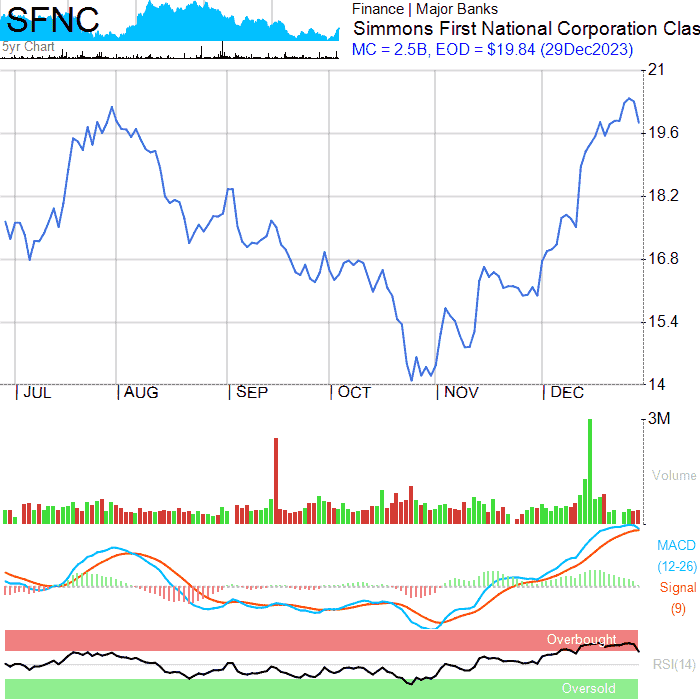 SFNC
5yr Chart
Finance | Major Banks
Simmons First National Corporation Clas
MC = 2.5B, EOD = $19.84 (29Dec2023)
21
19.6
18.2
16.8
15.4
14
JUL AUG SEP OCT NOV DEC
3M
Volume
MACD
(12-26)
Signal
(9)
Overbought
RSI(14)
Oversold